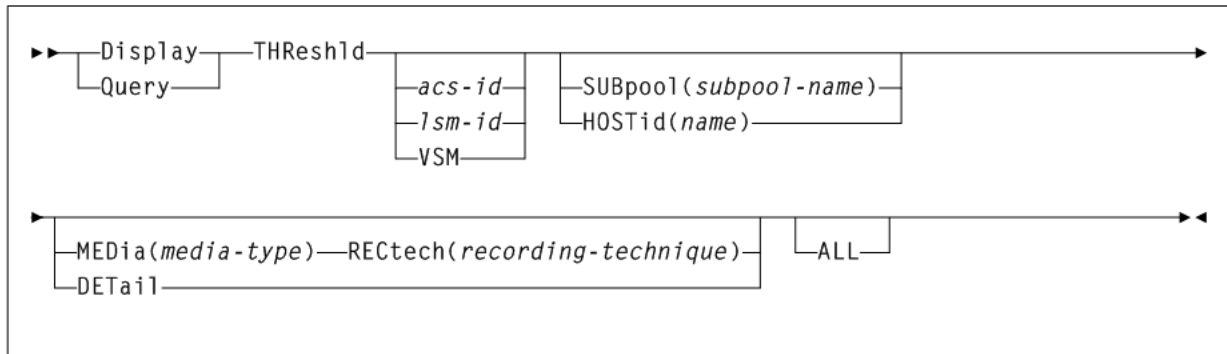 Display THReshld
Query
acs-id
lsm-id
VSM
SUBpool(subpool-name)
HOSTid(name)
MEDia(media-type) RECtech(recording-technique)
DETail
ALL